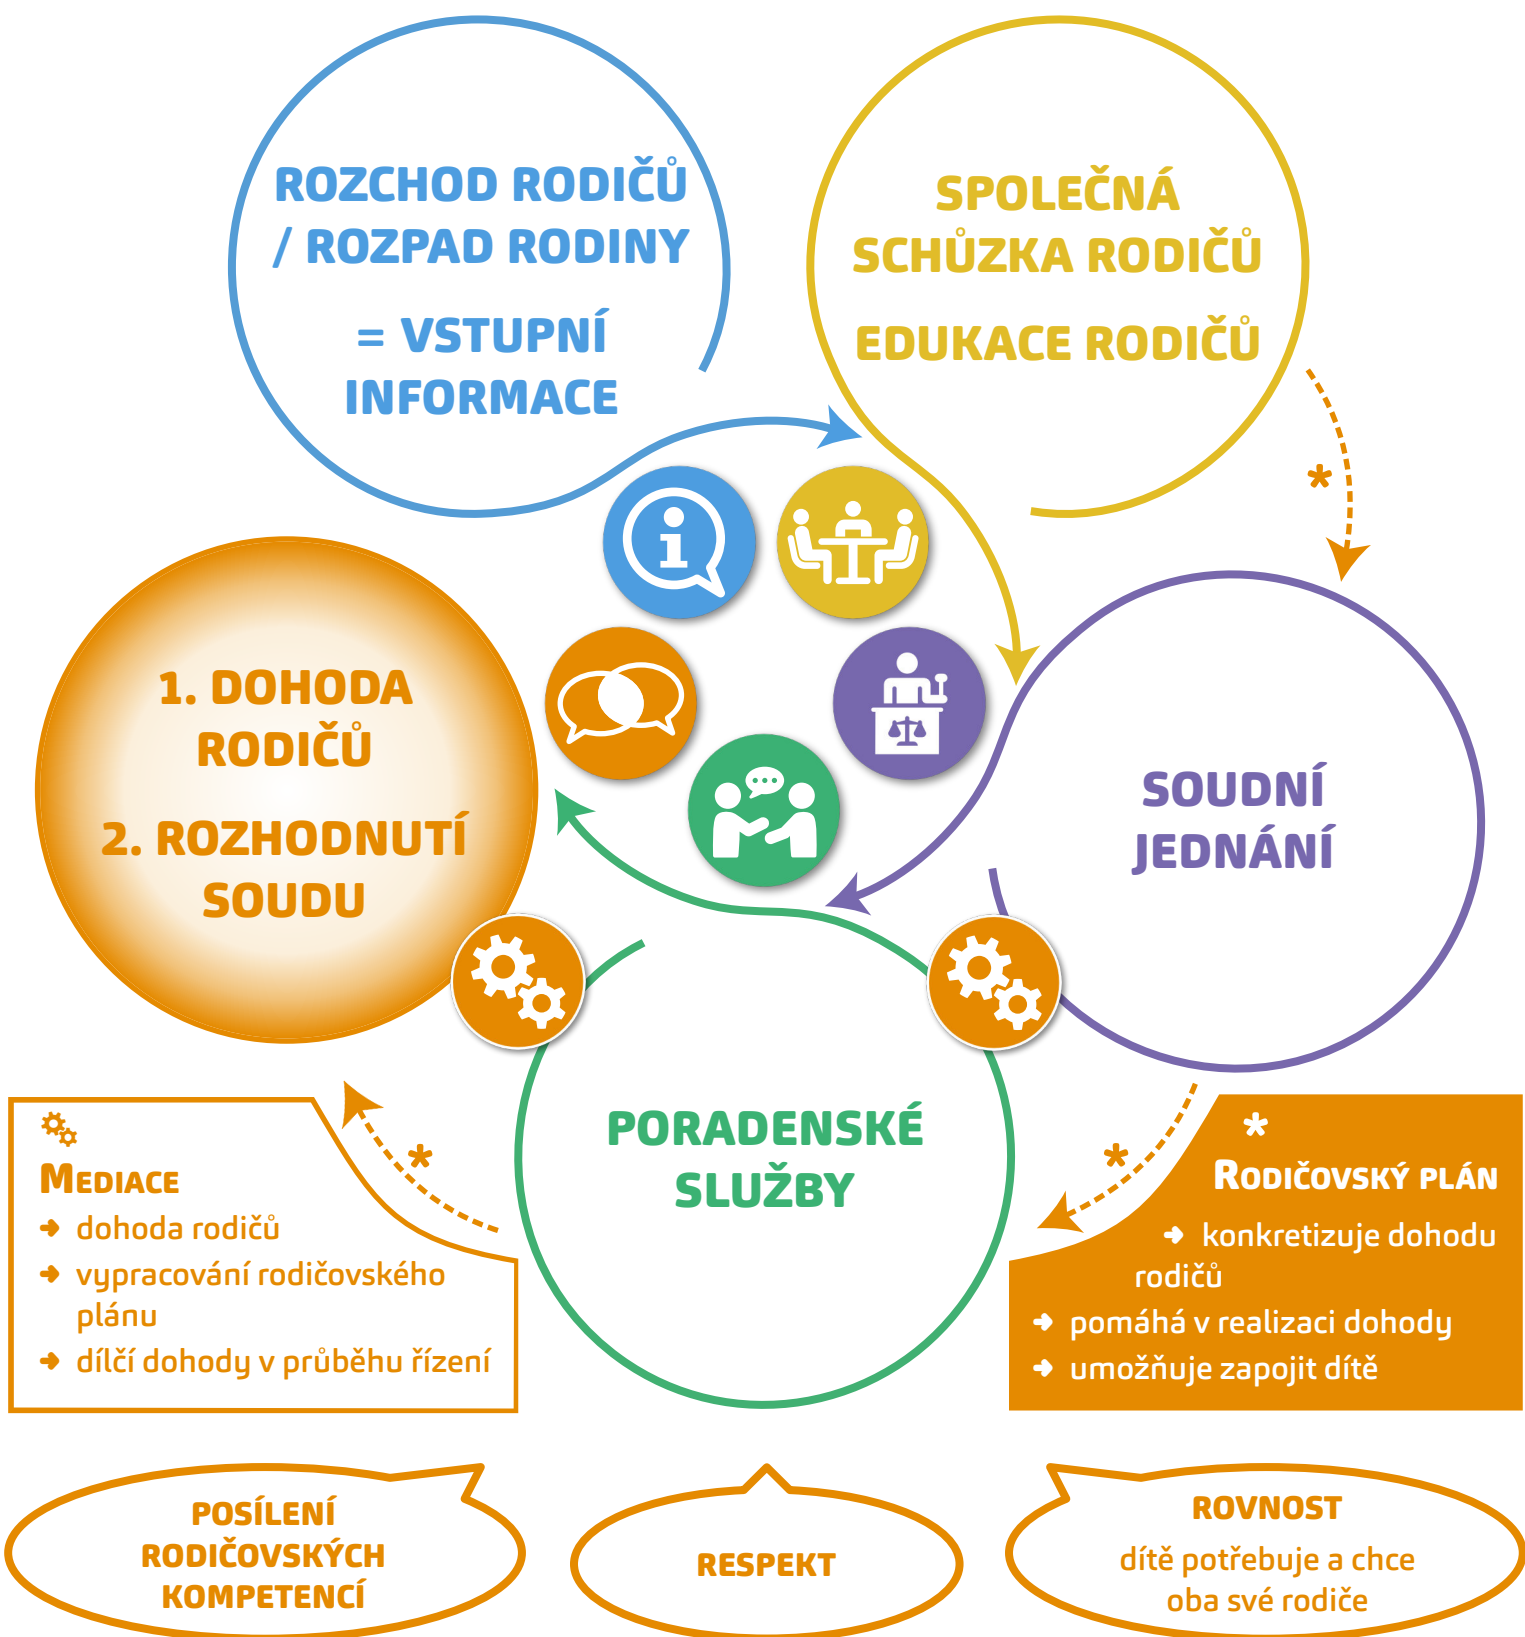 ROZCHOD RODIČŮ
/ ROZPAD RODINY
= VSTUPNÍ
INFORMACE
SPOLEČNÁ
SCHŮZKA RODIČŮ
EDUKACE RODIČŮ
*
1. DOHODA
RODIČŮ
2. ROZHODNUTÍ
SOUDU
SOUDNÍ
JEDNÁNÍ
PORADENSKÉ
SLUŽBY
MEDIACE
➜ dohoda rodičů
➜ vypracování rodičovského
plánu
➜ dílčí dohody v průběhu řízení
*
*
*
RODIČOVSKÝ PLÁN
➜ konkretizuje dohodu
rodičů
➜ pomáhá v realizaci dohody
➜ umožňuje zapojit dítě
POSÍLENÍ
RODIČOVSKÝCH
KOMPETENCÍ
RESPEKT
ROVNOST
dítě potřebuje a chce
oba své rodiče